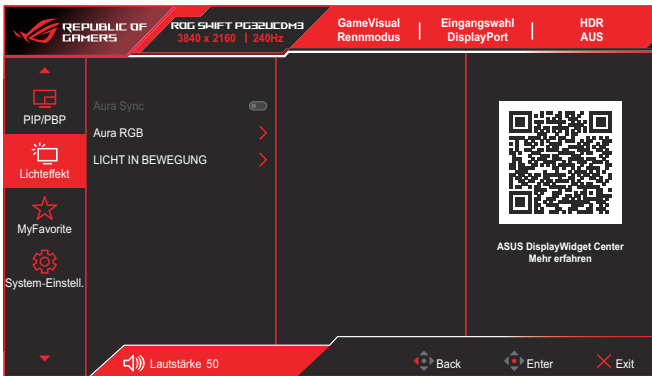 REPUBLIC OF
GAMERS
ROG SWIFT PG32UCDM3
3840 x 2160 | 240Hz
GameVisual
Rennmodus
Eingangswahl
DisplayPort
HDR
AUS
PIP/PBP
Lichteffekt
MyFavorite
System-Einstell.
Aura Sync
Aura RGB
LICHT IN BEWEGUNG
ASUS DisplayWidget Center
Mehr erfahren
Lautstärke 50
Back
Enter
Exit